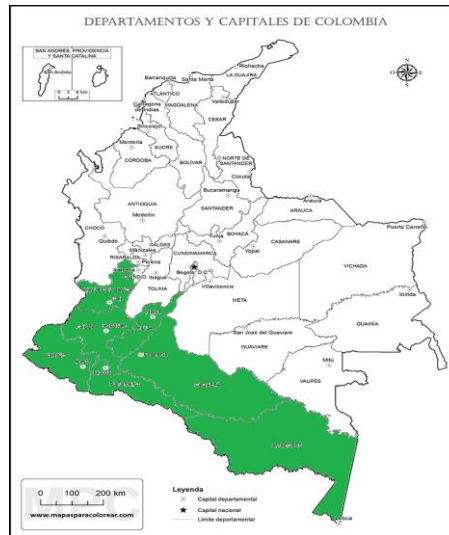 DEPARTAMENTOS Y CAPITALES DE COLOMBIA
SAN ANDRÉS, PROVIDENCIA
Y SANTA CATALINA
San Andrés
Riohacha
LA GUAJIRA
Santa Marta
Barranquilla
ATLÁNTICO
MAGDALENA
Cartagena
de Indias
Valledupar
CESAR
Sincelejo
SUCRE
Montería
CÓRDOBA
BOLÍVAR
NORTE DE
SANTANDER
Cúcuta
Bucaramanga
SANTANDER
ANTIOQUIA
Medellín
Arauca
ARAUCA
CHOCÓ
Quibdó
CALDAS
Manizales
RISARALDA
Pereira
Armenia
Ibagué
TOLIMA
CUNDINAMARCA
Bogotá D.C.
Tunja
BOYACÁ
Yopal
CASANARE
Puerto Carreño
VICHADA
Villavicencio
META
Inírida
GUAINÍA
San José del Guaviare
GUAVIARE
Mitú
VAUPÉS
Cali
Leyenda
Capital departamental
Capital nacional
Límite departamental
0 100 200 km
www.mapasparacolorear.com